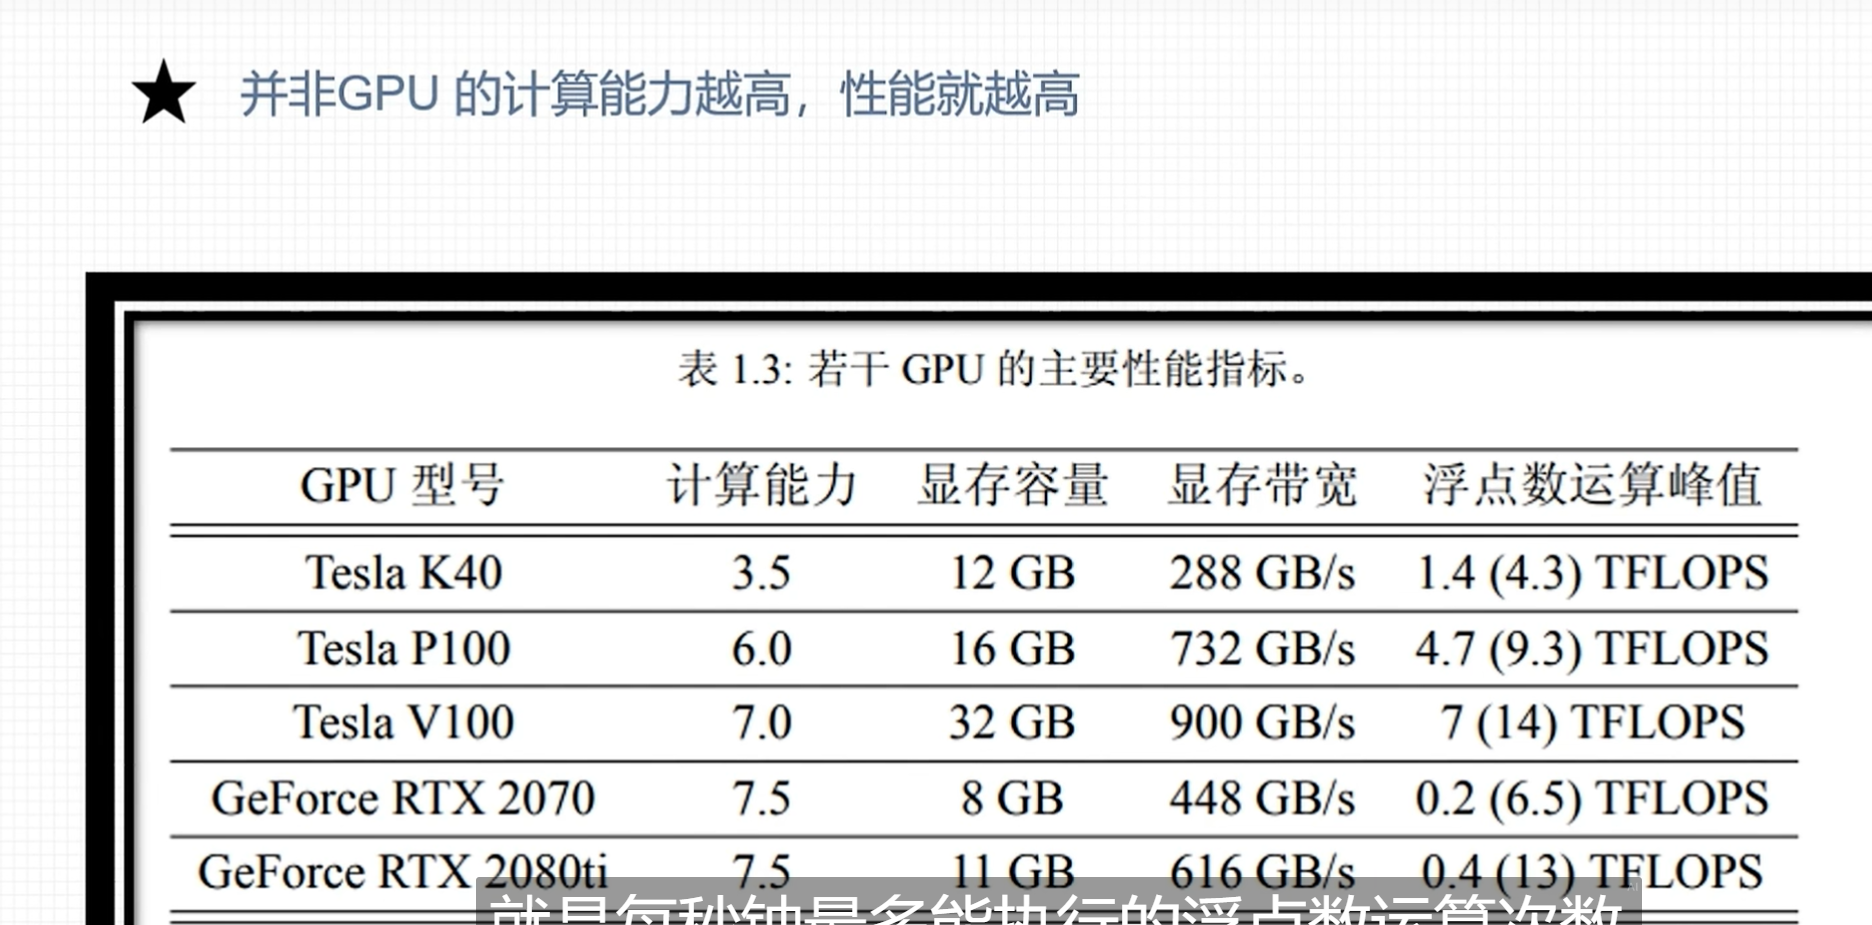 ★ 并非GPU 的计算能力越高，性能就越高
表 1.3: 若干 GPU 的主要性能指标。
GPU 型号 计算能力 显存容量 显存带宽 浮点数运算峰值
Tesla K40 3.5 12 GB 288 GB/s 1.4 (4.3) TFLOPS
Tesla P100 6.0 16 GB 732 GB/s 4.7 (9.3) TFLOPS
Tesla V100 7.0 32 GB 900 GB/s 7 (14) TFLOPS
GeForce RTX 2070 7.5 8 GB 448 GB/s 0.2 (6.5) TFLOPS
GeForce RTX 2080ti 7.5 11 GB 616 GB/s 0.4 (13) TFLOPS
就是每秒钟最多能执行的浮点数运算次数